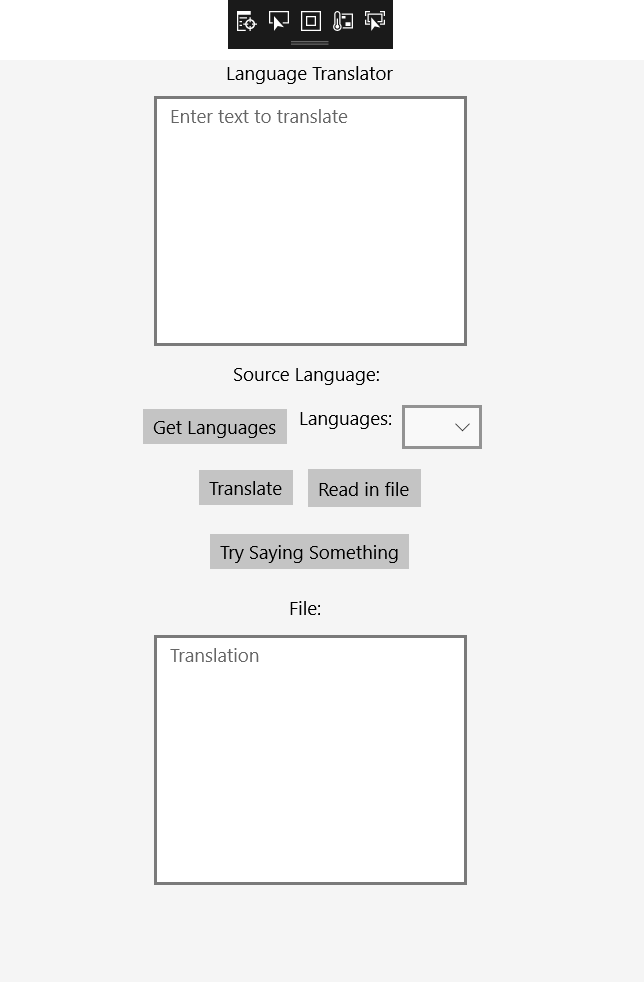 Language Translator
Enter text to translate
Source Language:
Get Languages Languages:
Translate Read in file
Try Saying Something
File:
Translation